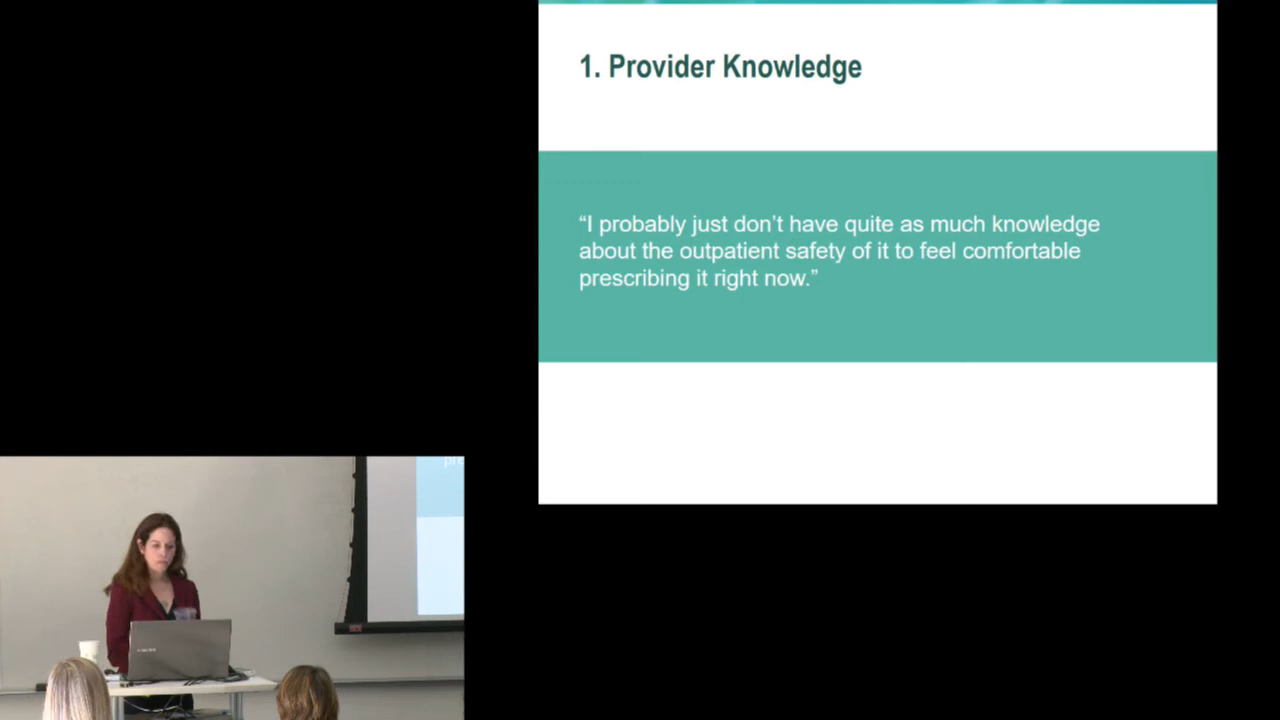 1. Provider Knowledge
“I probably just don’t have quite as much knowledge
about the outpatient safety of it to feel comfortable
prescribing it right now.”